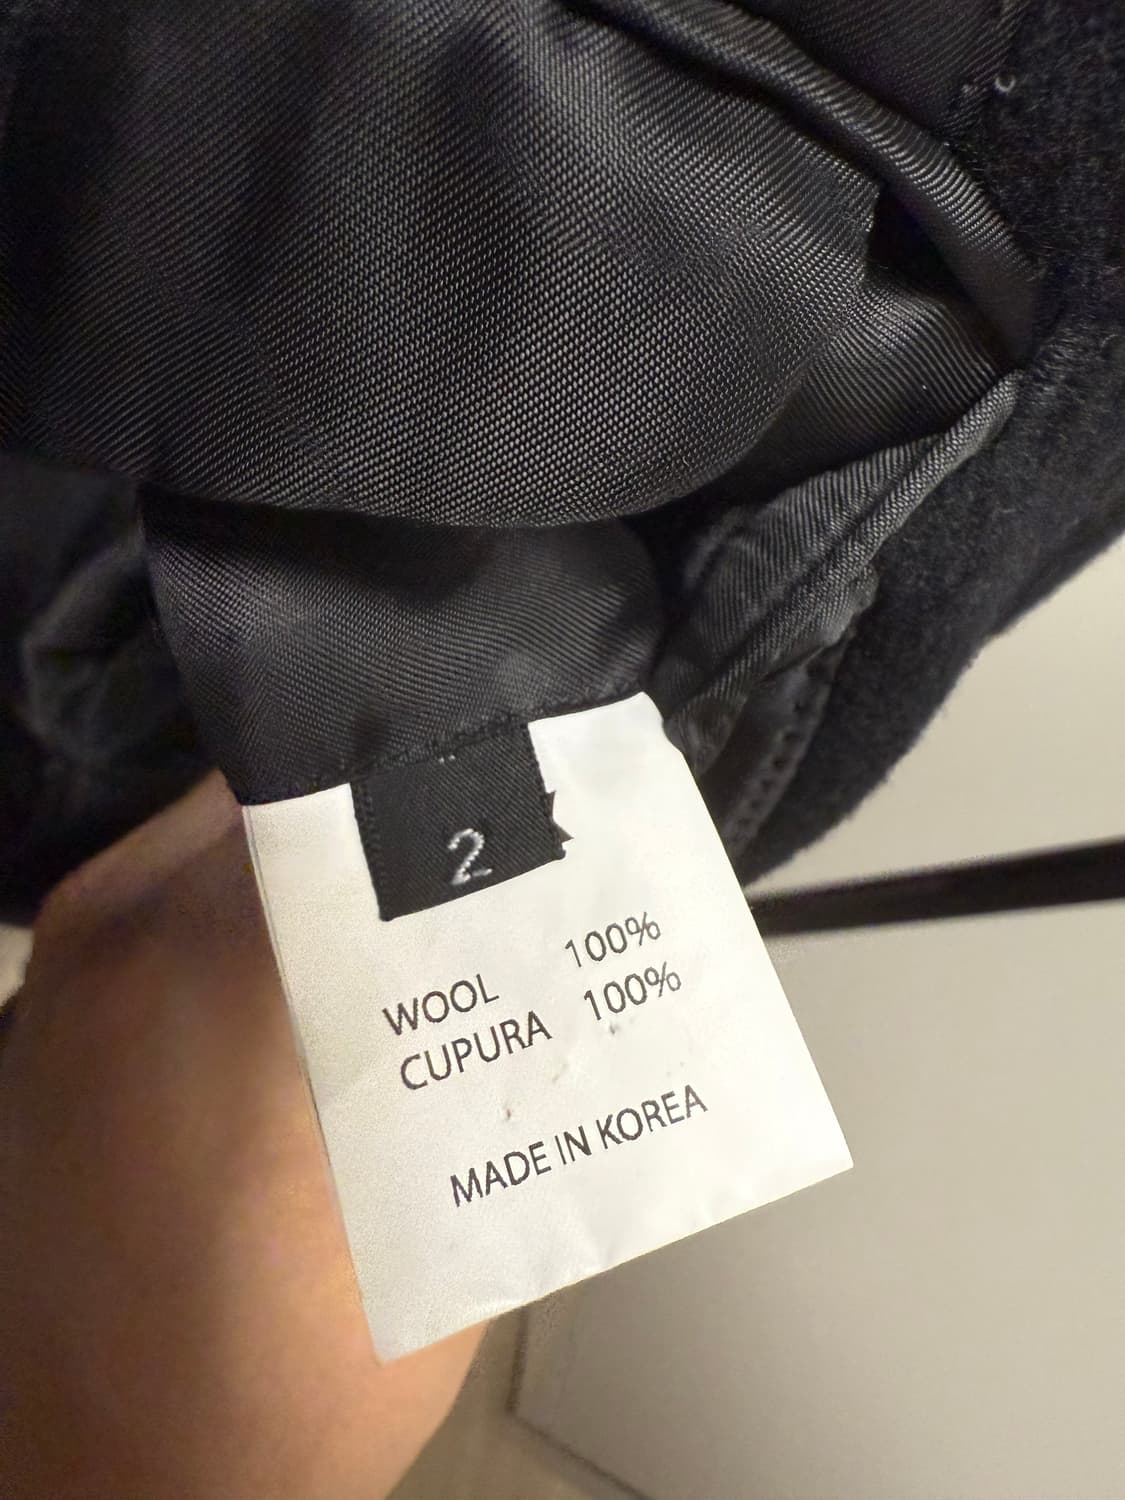 2
WOOL 100%
CUPURA 100%
MADE IN KOREA